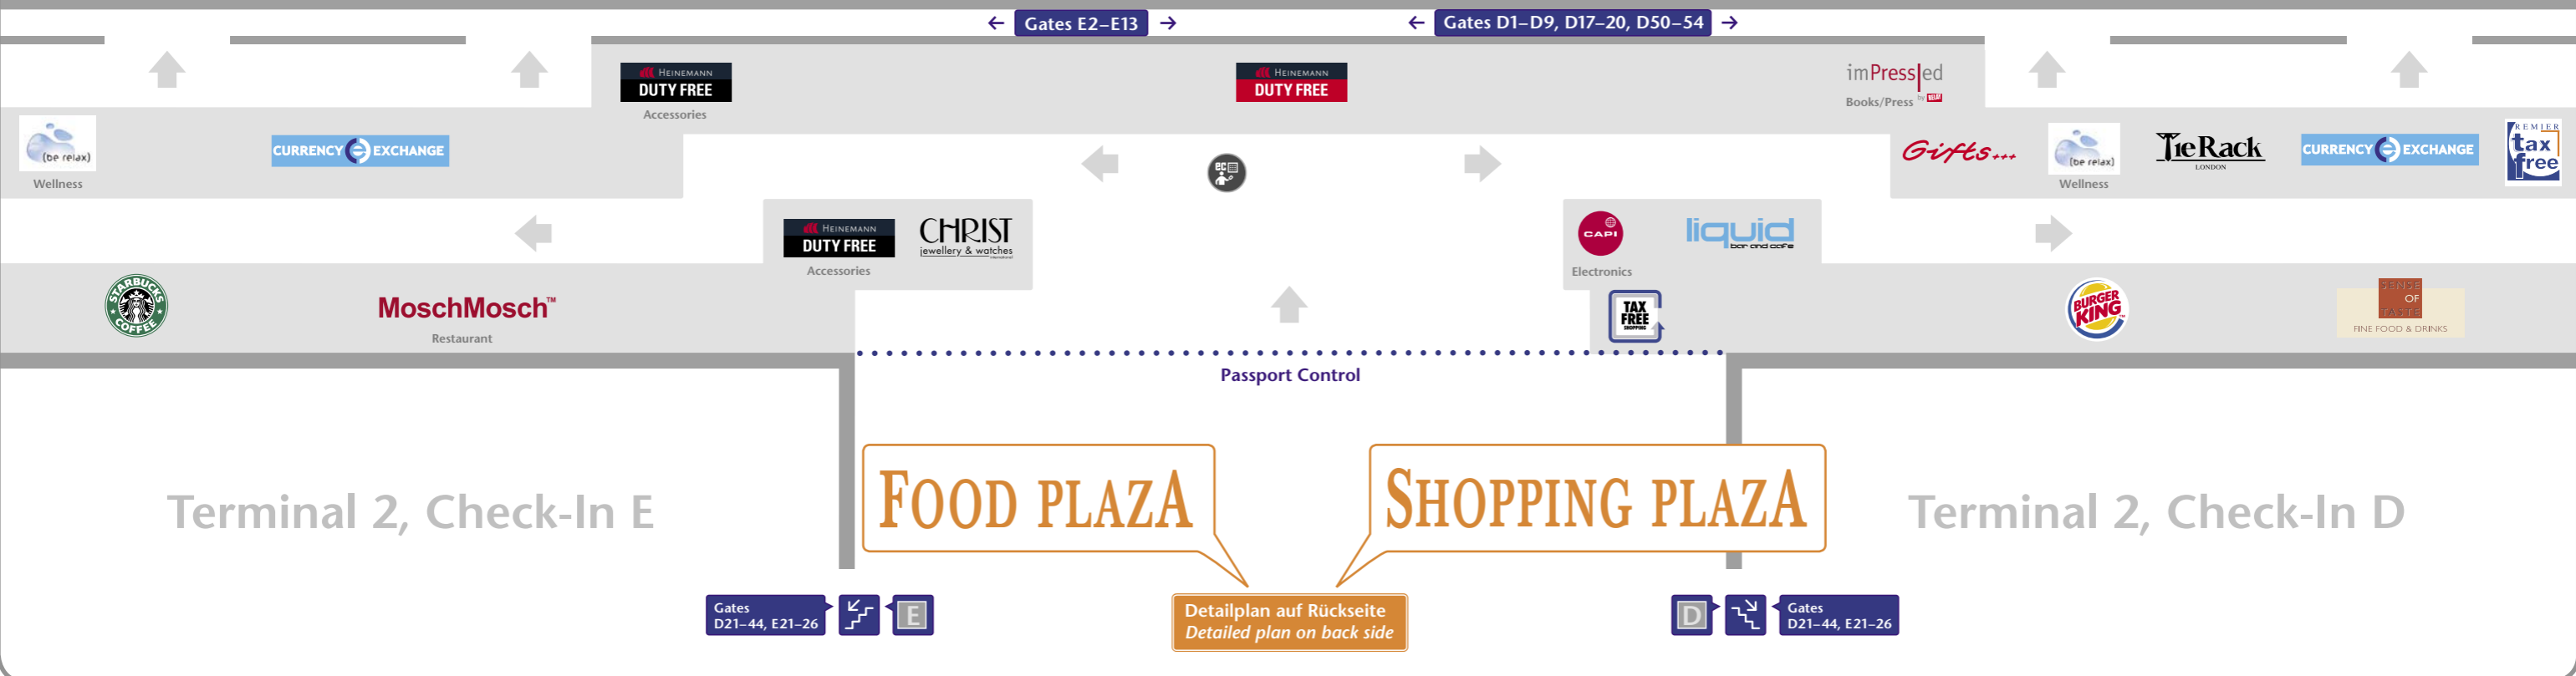 Gates E2–E13
Gates D1–D9, D17–20, D50–54
HEINEMANN
DUTY FREE
Accessories
HEINEMANN
DUTY FREE
imPress|ed
Books/Press by
(be relax)
Wellness
CURRENCY e EXCHANGE
Gifts...
(be relax)
Wellness
Tie Rack
LONDON
CURRENCY e EXCHANGE
PREMIER
tax
free
ec
HEINEMANN
DUTY FREE
Accessories
CHRIST
jewellery & watches
CAPI
Electronics
liquid
bar and cafe
STARBUCKS
COFFEE
MoschMosch™
Restaurant
TAX
FREE
SHOPPING
BURGER
KING
SENSE
OF
TASTE
FINE FOOD & DRINKS
Passport Control
Terminal 2, Check-In E
FOOD PLAZA
SHOPPING PLAZA
Terminal 2, Check-In D
Gates
D21–44, E21–26
E
Detailplan auf Rückseite
Detailed plan on back side
D
Gates
D21–44, E21–26